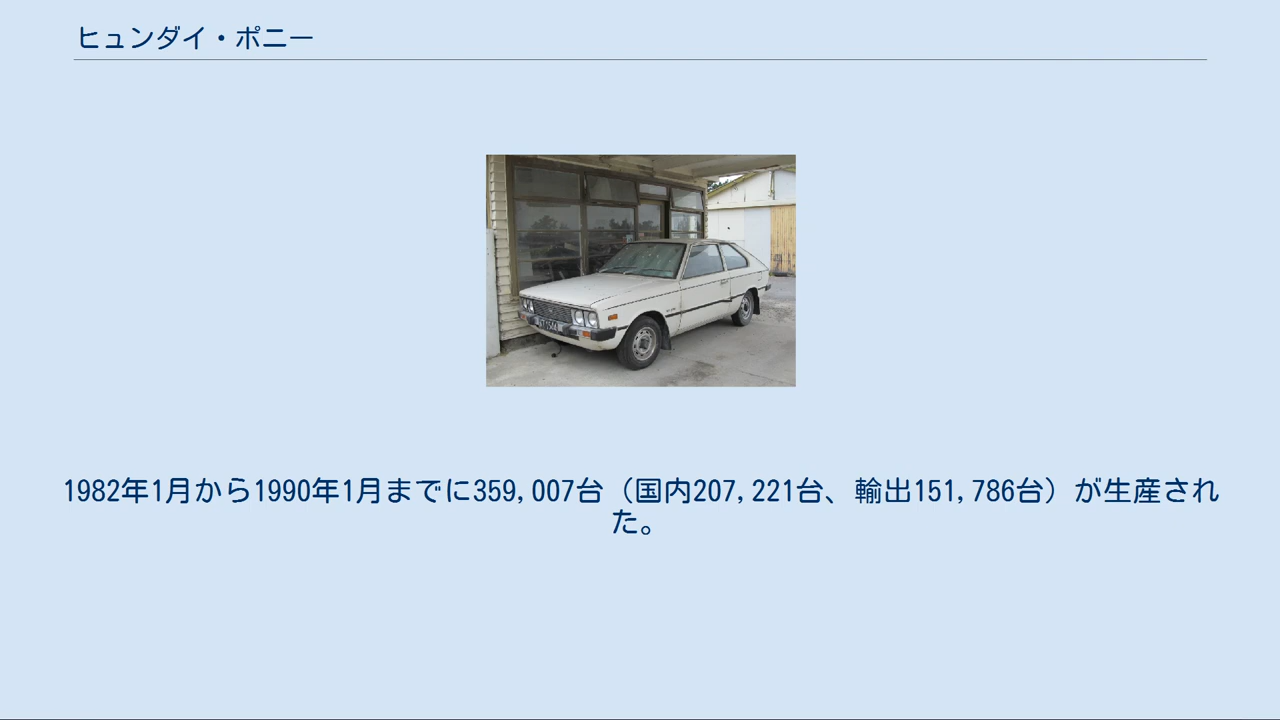 ヒュンダイ・ポニー
1982年1月から1990年1月までに359,007台（国内207,221台、輸出151,786台）が生産され
た。